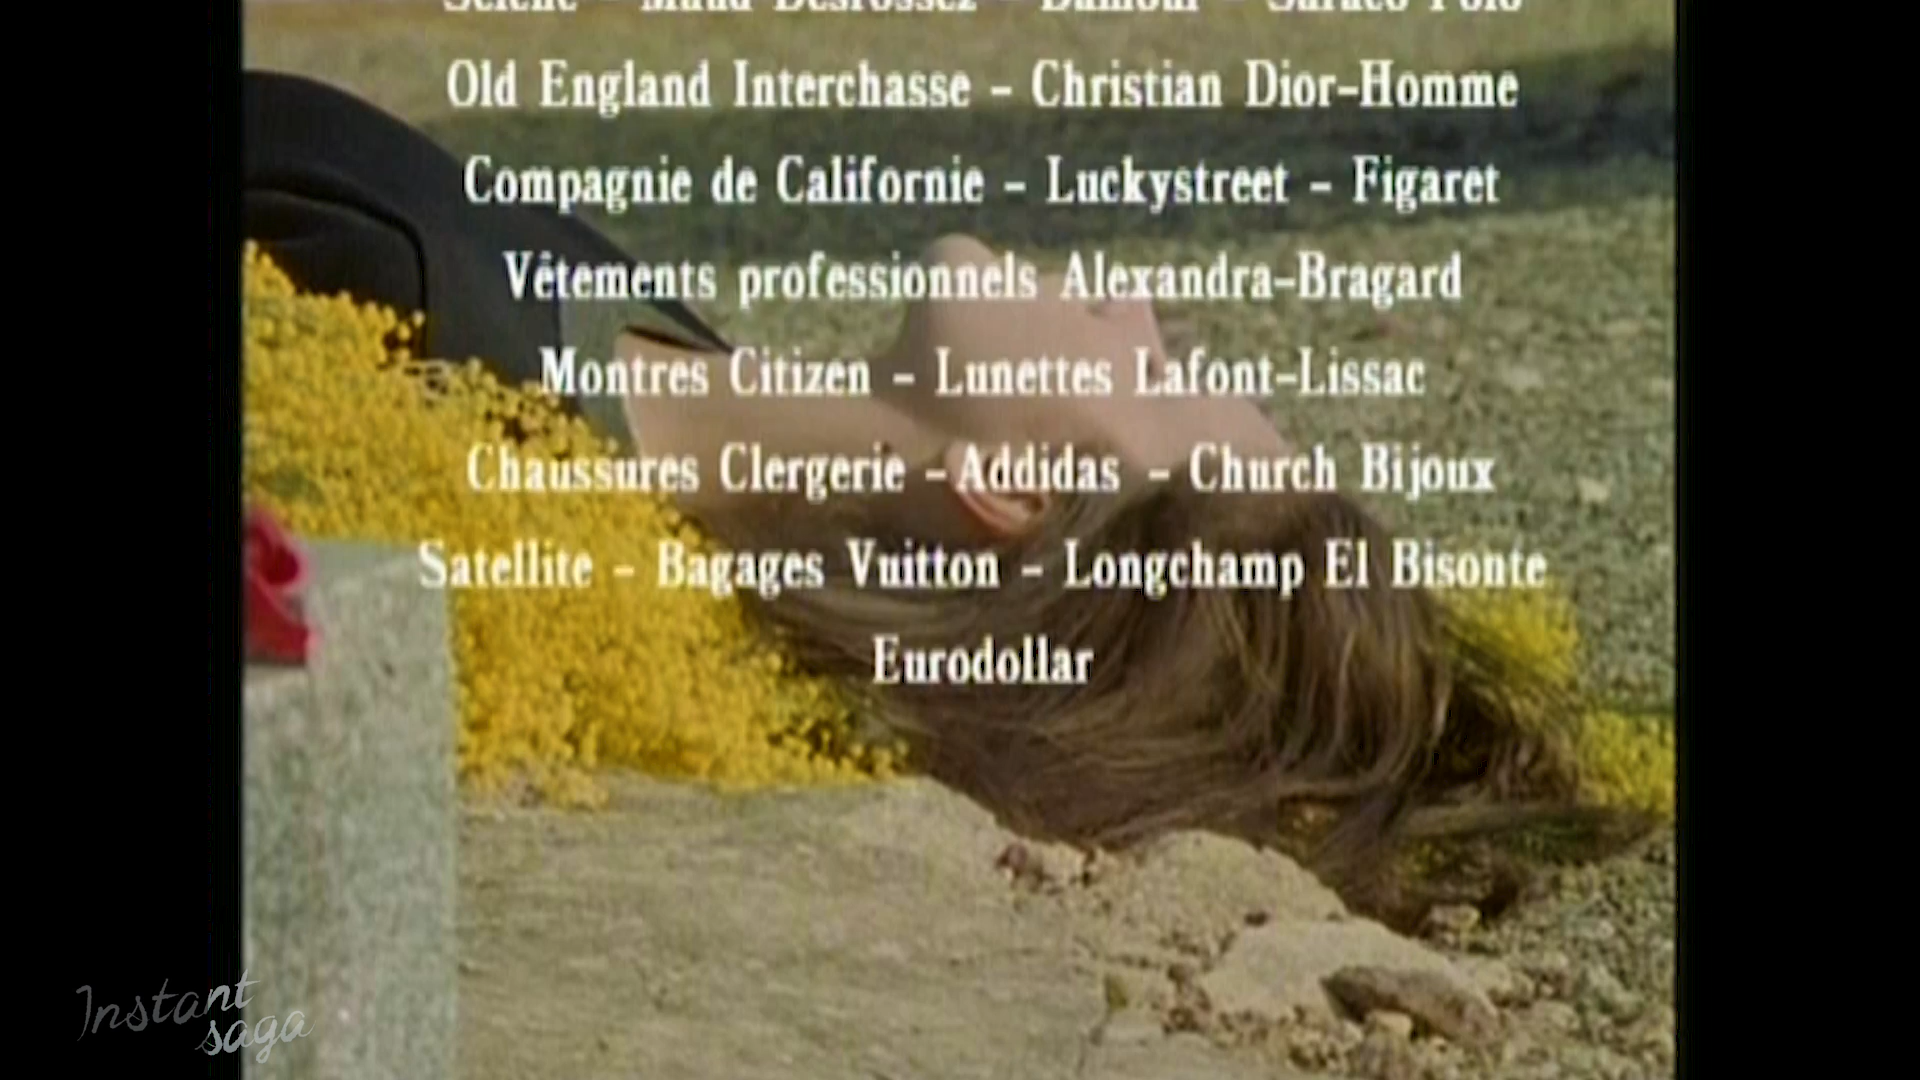 Old England Interchasse - Christian Dior-Homme
Compagnie de Californie - Luckystreet - Figaret
Vêtements professionnels Alexandra-Bragard
Montres Citizen - Lunettes Lafont-Lissac
Chaussures Clergerie - Addidas - Church Bijoux
Satellite - Bagages Vuitton - Longchamp El Bisonte
Eurodollar
Instant
saga